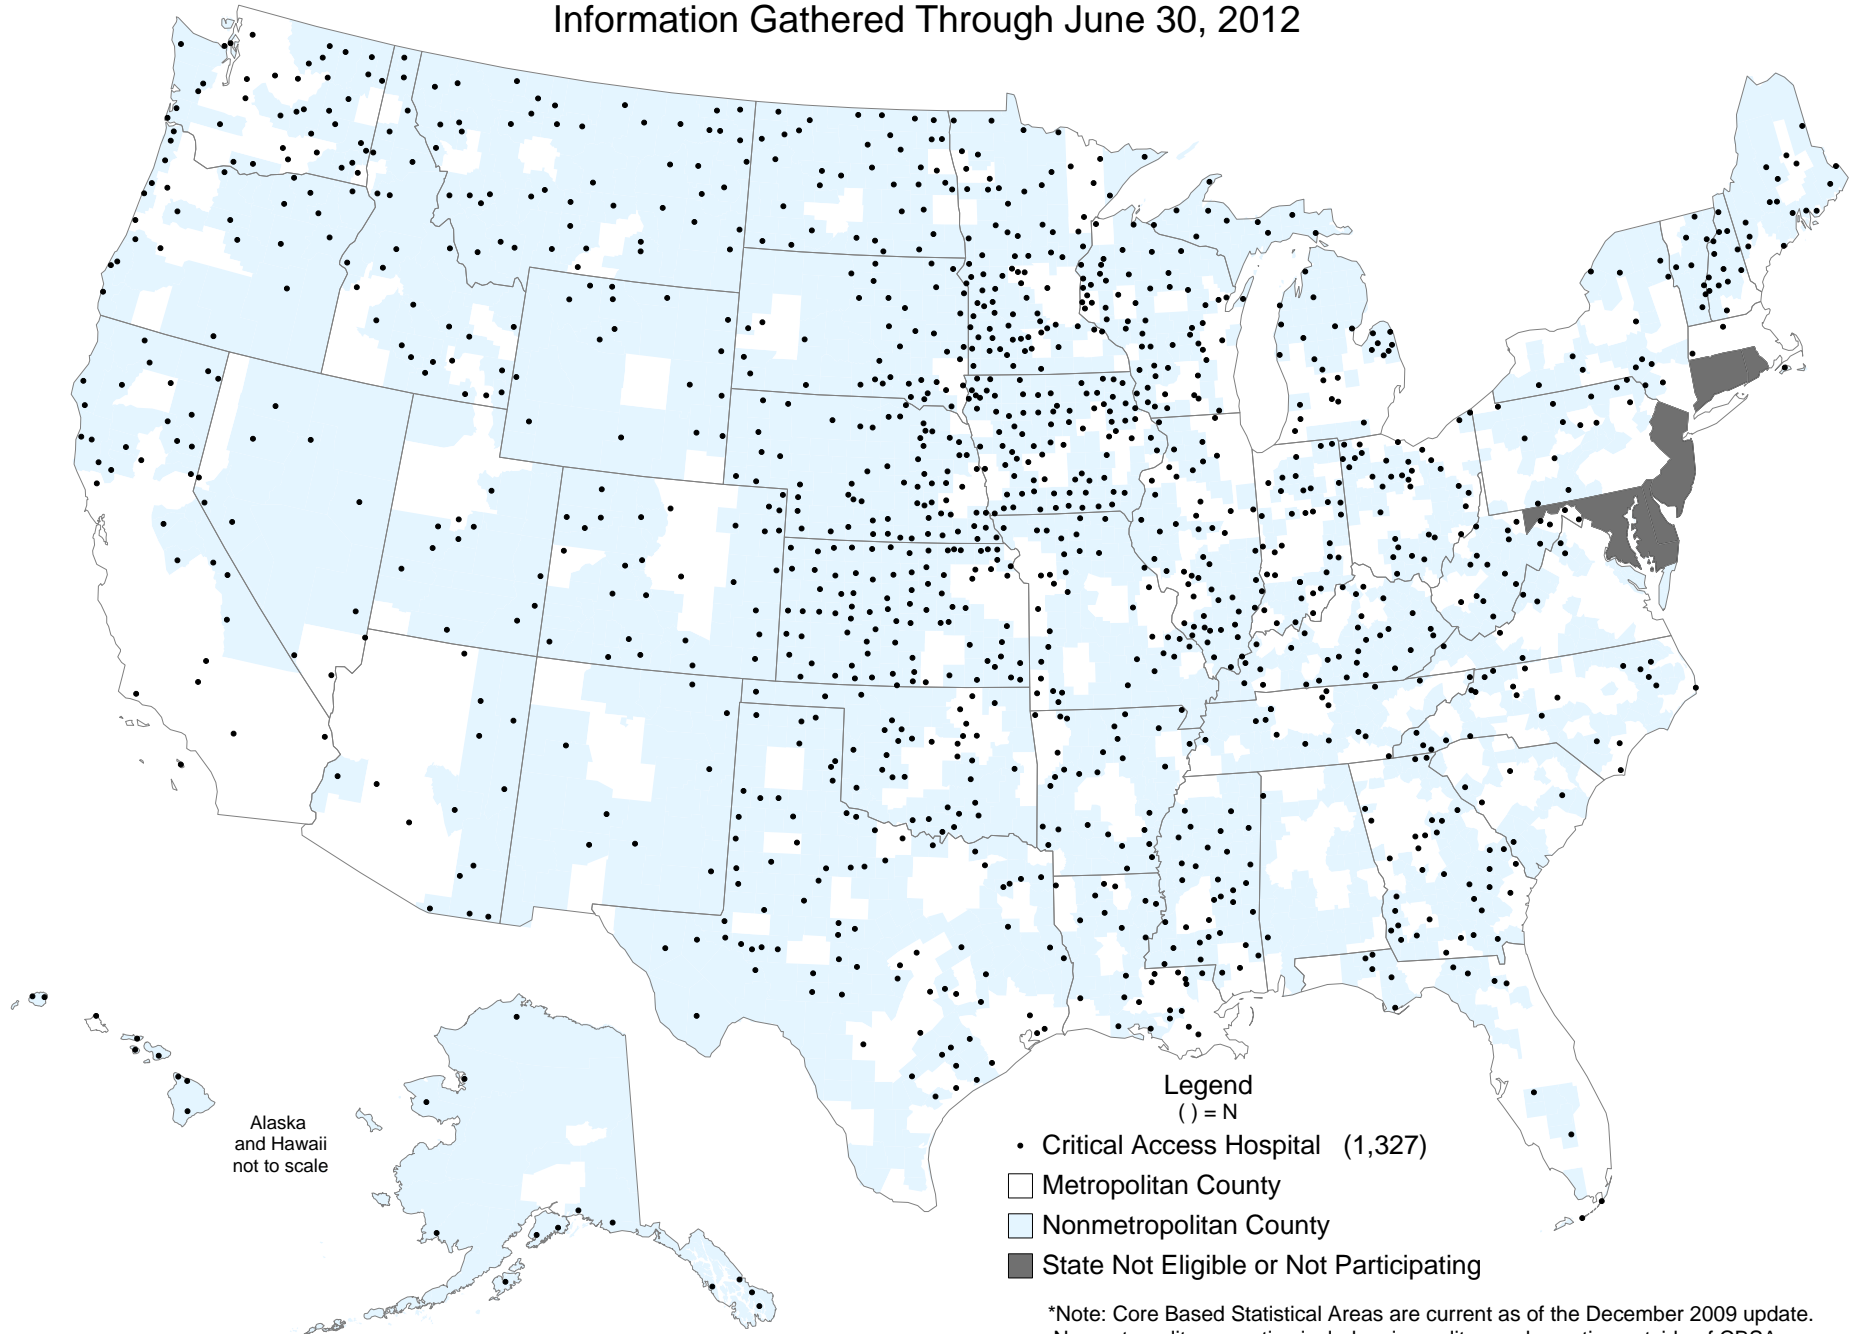 Information Gathered Through June 30, 2012
Alaska
and Hawaii
not to scale
Legend
( ) = N
Critical Access Hospital (1,327)
Metropolitan County
Nonmetropolitan County
State Not Eligible or Not Participating
*Note: Core Based Statistical Areas are current as of the December 2009 update.